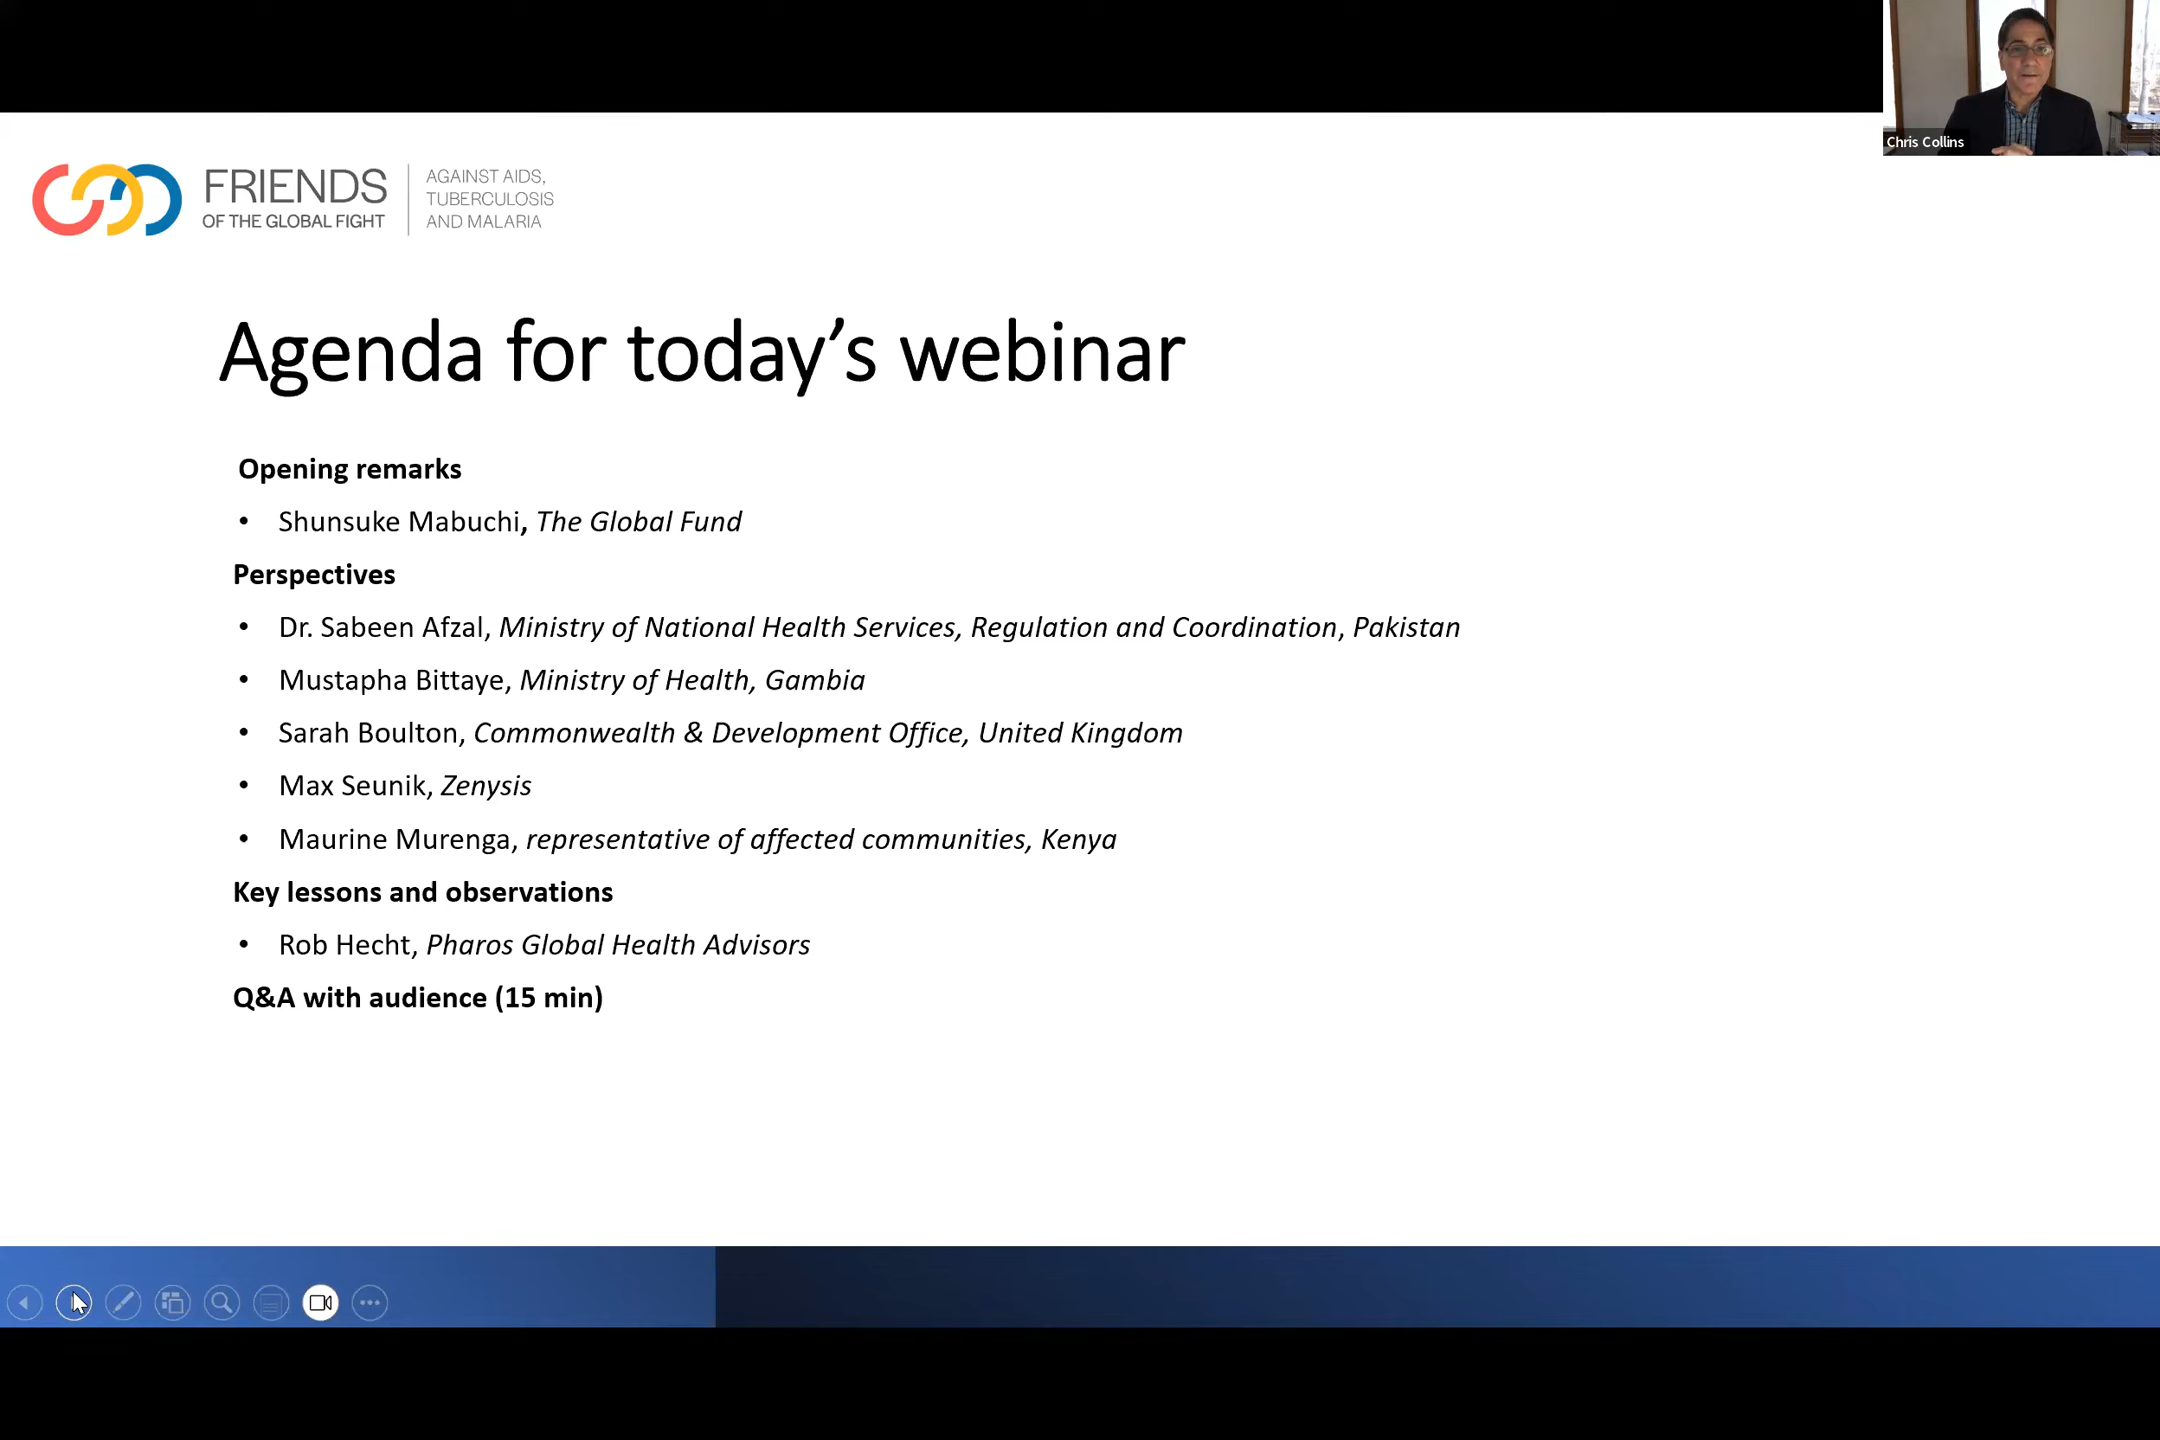 Chris Collins
FRIENDS
OF THE GLOBAL FIGHT
AGAINST AIDS,
TUBERCULOSIS
AND MALARIA
Agenda for today’s webinar
Opening remarks
• Shunsuke Mabuchi, The Global Fund
Perspectives
• Dr. Sabeen Afzal, Ministry of National Health Services, Regulation and Coordination, Pakistan
• Mustapha Bittaye, Ministry of Health, Gambia
• Sarah Boulton, Commonwealth & Development Office, United Kingdom
• Max Seunik, Zenysis
• Maurine Murenga, representative of affected communities, Kenya
Key lessons and observations
• Rob Hecht, Pharos Global Health Advisors
Q&A with audience (15 min)